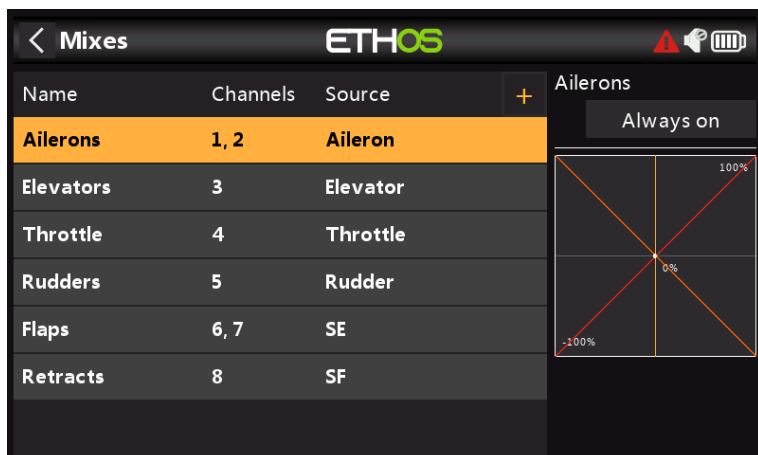 Mixes ETHOS
Name Channels Source +
Ailerons 1, 2 Aileron
Elevators 3 Elevator
Throttle 4 Throttle
Rudders 5 Rudder
Flaps 6, 7 SE
Retracts 8 SF
Ailerons
Always on
100%
0%
-100%